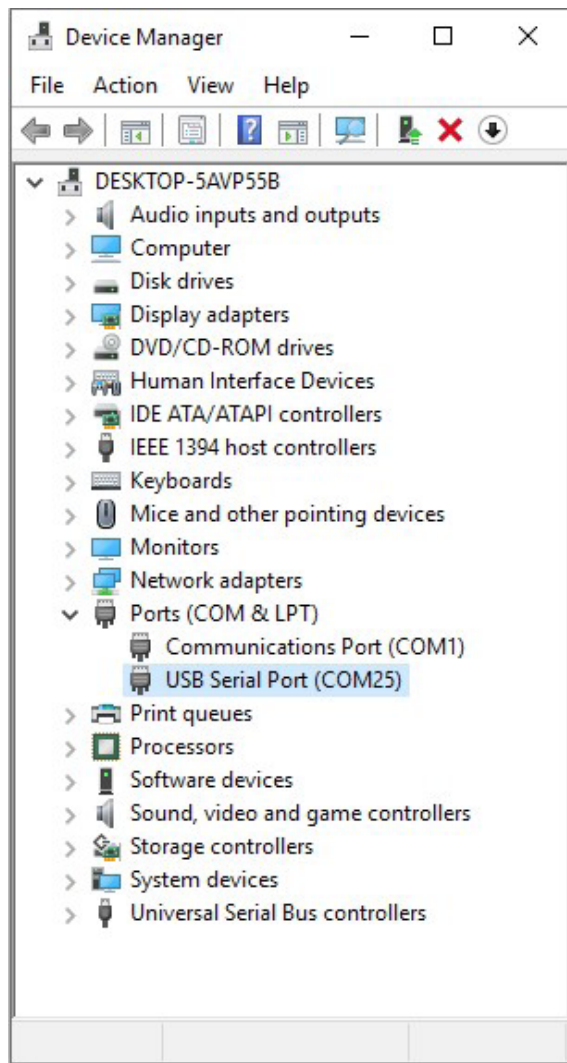 Device Manager
File Action View Help
DESKTOP-5AVP55B
Audio inputs and outputs
Computer
Disk drives
Display adapters
DVD/CD-ROM drives
Human Interface Devices
IDE ATA/ATAPI controllers
IEEE 1394 host controllers
Keyboards
Mice and other pointing devices
Monitors
Network adapters
Ports (COM & LPT)
Communications Port (COM1)
USB Serial Port (COM25)
Print queues
Processors
Software devices
Sound, video and game controllers
Storage controllers
System devices
Universal Serial Bus controllers